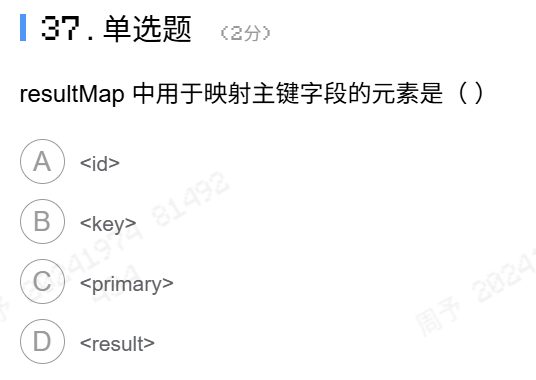 37.单选题 （2分）
resultMap 中用于映射主键字段的元素是（ ）
A <id>
B <key>
C <primary>
D <result>